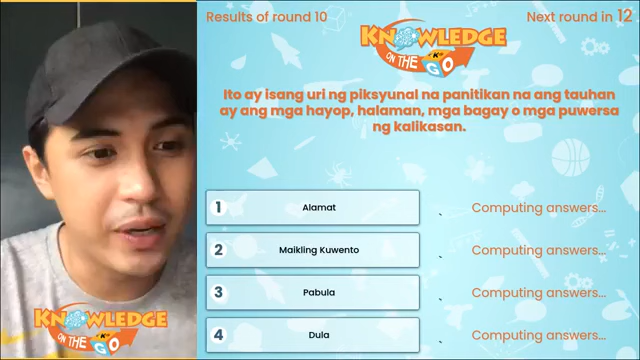 Results of round 10
Next round in 12
KNOWLEDGE
ON THE GO
Ito ay isang uri ng piksyunal na panitikan na ang tauhan
ay ang mga hayop, halaman, mga bagay o mga puwersa
ng kalikasan.
1 Alamat Computing answers...
2 Maikling Kuwento Computing answers...
3 Pabula Computing answers...
4 Dula Computing answers...
KNOWLEDGE
ON THE GO